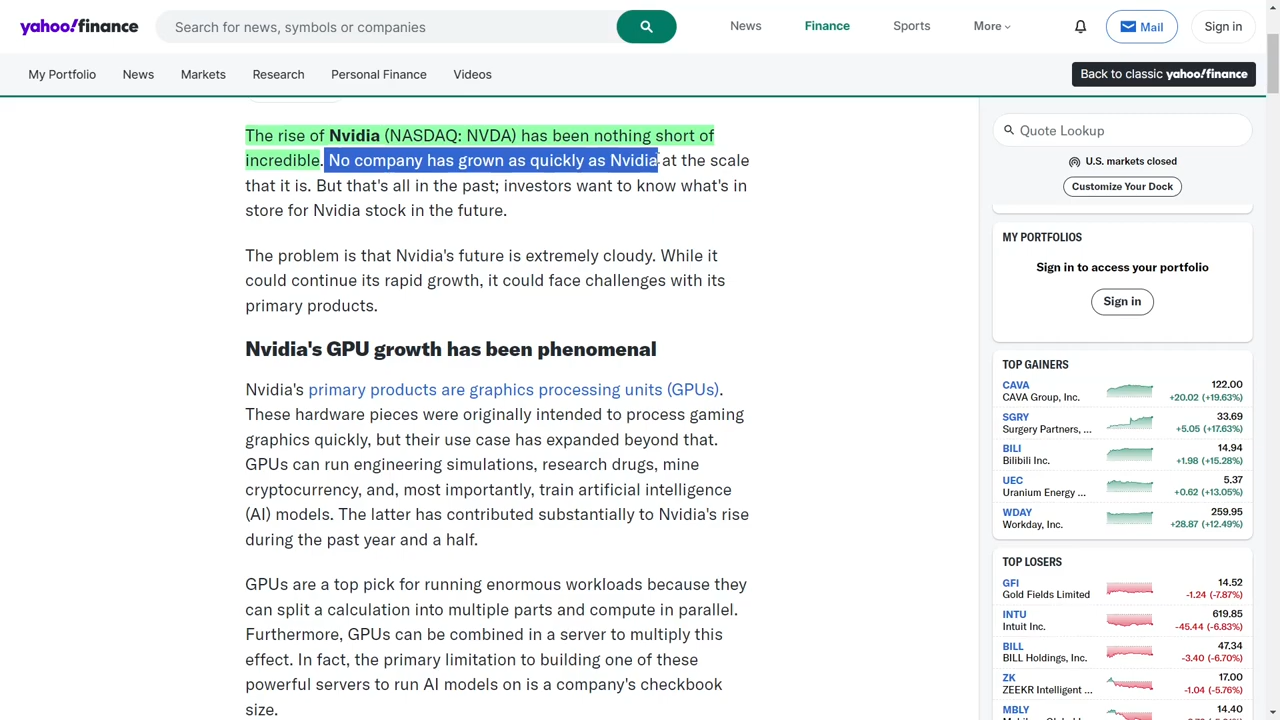 yahoo!finance
Search for news, symbols or companies
News
Finance
Sports
More
Mail
Sign in
My Portfolio
News
Markets
Research
Personal Finance
Videos
Back to classic yahoo!finance
The rise of Nvidia (NASDAQ: NVDA) has been nothing short of
incredible. No company has grown as quickly as Nvidia at the scale
that it is. But that's all in the past; investors want to know what's in
store for Nvidia stock in the future.
The problem is that Nvidia's future is extremely cloudy. While it
could continue its rapid growth, it could face challenges with its
primary products.
Nvidia's GPU growth has been phenomenal
Nvidia's primary products are graphics processing units (GPUs).
These hardware pieces were originally intended to process gaming
graphics quickly, but their use case has expanded beyond that.
GPUs can run engineering simulations, research drugs, mine
cryptocurrency, and, most importantly, train artificial intelligence
(AI) models. The latter has contributed substantially to Nvidia's rise
during the past year and a half.
GPUs are a top pick for running enormous workloads because they
can split a calculation into multiple parts and compute in parallel.
Furthermore, GPUs can be combined in a server to multiply this
effect. In fact, the primary limitation to building one of these
powerful servers to run AI models on is a company's checkbook
size.
Quote Lookup
U.S. markets closed
Customize Your Dock
MY PORTFOLIOS
Sign in to access your portfolio
Sign in
TOP GAINERS
CAVA 122.00
CAVA Group, Inc. +20.02 (+19.63%)
SGRY 33.69
Surgery Partners, ... +5.05 (+17.63%)
BILI 14.94
Bilibili Inc. +1.98 (+15.28%)
UEC 5.37
Uranium Energy ... +0.62 (+13.05%)
WDAY 259.95
Workday, Inc. +28.87 (+12.49%)
TOP LOSERS
GFI 14.52
Gold Fields Limited -1.24 (-7.87%)
INTU 619.85
Intuit Inc. -45.44 (-6.83%)
BILL 47.34
BILL Holdings, Inc. -3.40 (-6.70%)
ZK 17.00
ZEEKR Intelligent ... -1.04 (-5.76%)
MBLY 14.40